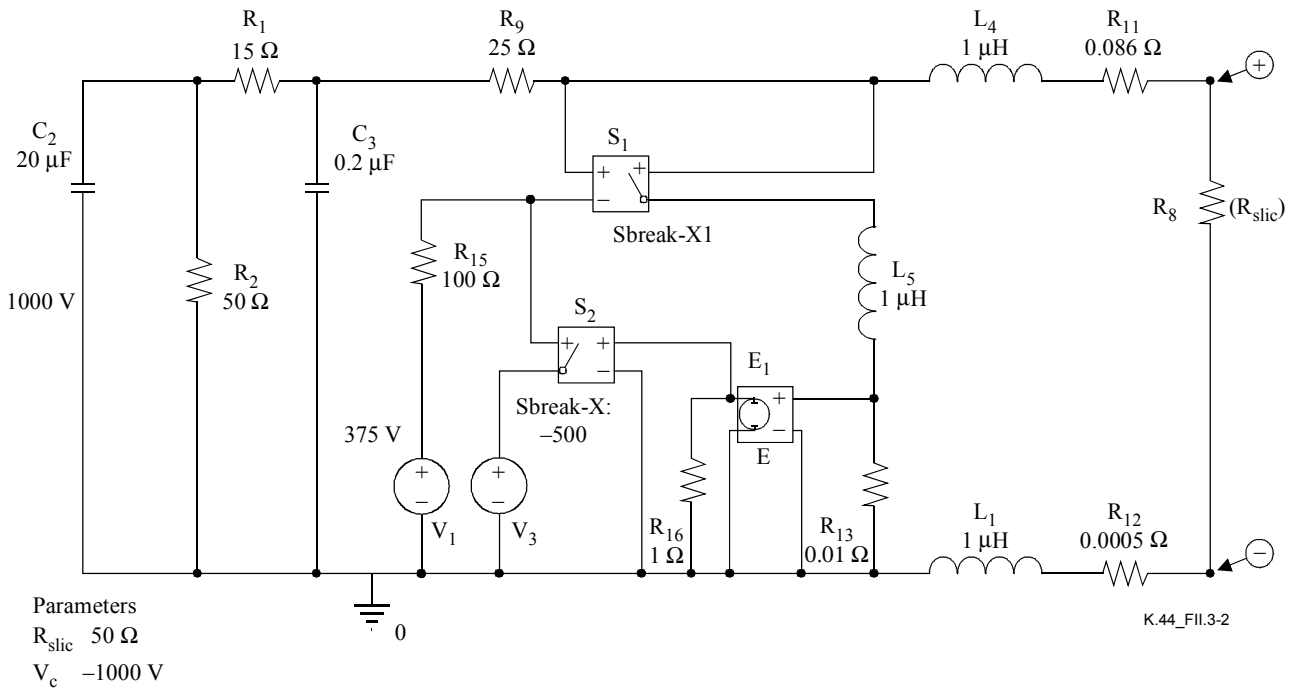 R1
15 Ω
R9
25 Ω
L4
1 μH
R11
0.086 Ω
+
C2
20 μF
C3
0.2 μF
S1
+ +
−
Sbreak-X1
R8 (Rslic)
R15
100 Ω
L5
1 μH
1000 V
R2
50 Ω
S2
+ +
−
E1
+
−
E
Sbreak-X:
−500
375 V
+
−
V1
+
−
V3
R16
1 Ω
R13
0.01 Ω
L1
1 μH
R12
0.0005 Ω
−
0
Parameters
Rslic 50 Ω
Vc −1000 V
K.44_FII.3-2